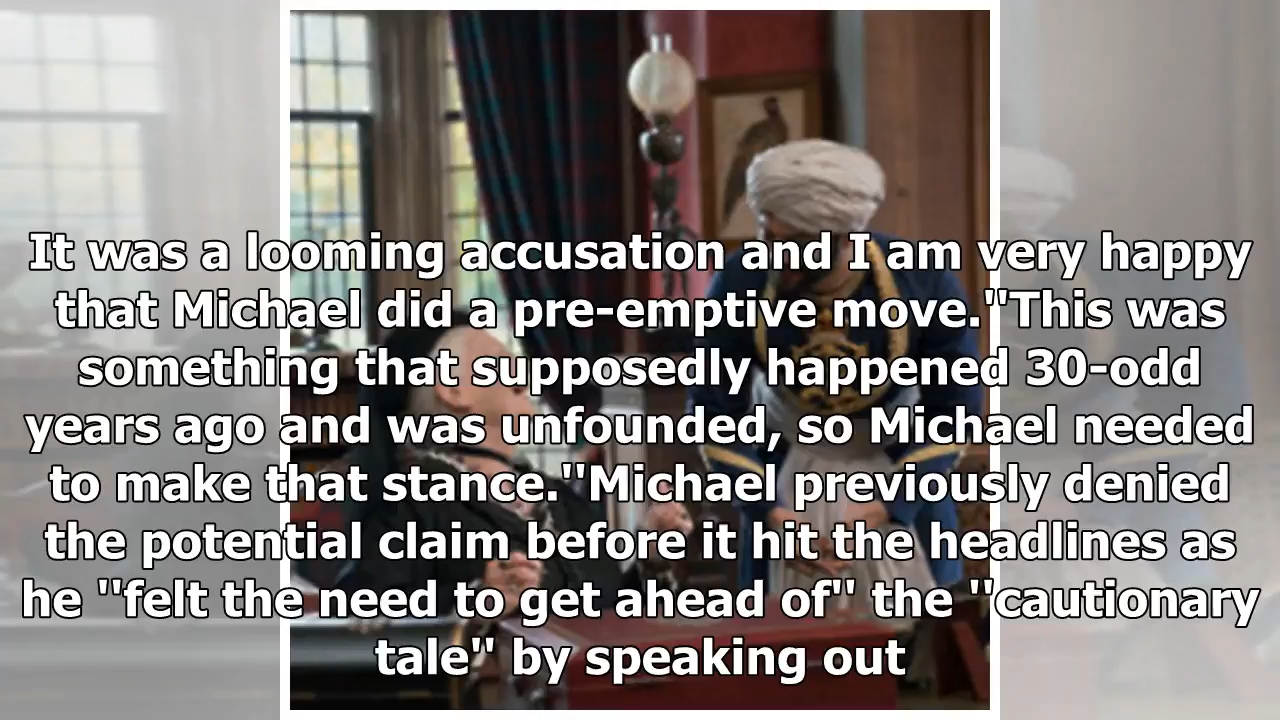 It was a looming accusation and I am very happy
that Michael did a pre-emptive move."This was
something that supposedly happened 30-odd
years ago and was unfounded, so Michael needed
to make that stance.''Michael previously denied
the potential claim before it hit the headlines as
he ''felt the need to get ahead of'' the ''cautionary
tale'' by speaking out